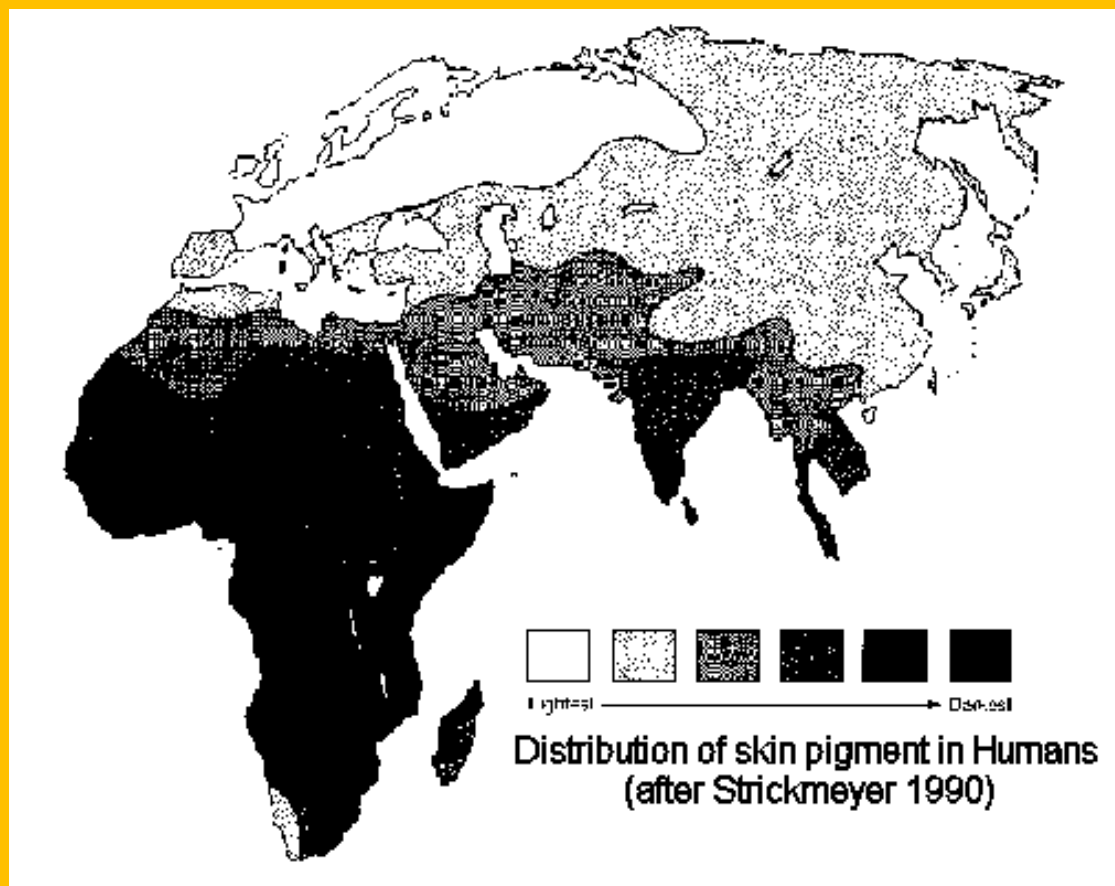 Lightest
Darkest
Distribution of skin pigment in Humans
(after Strickmeyer 1990)